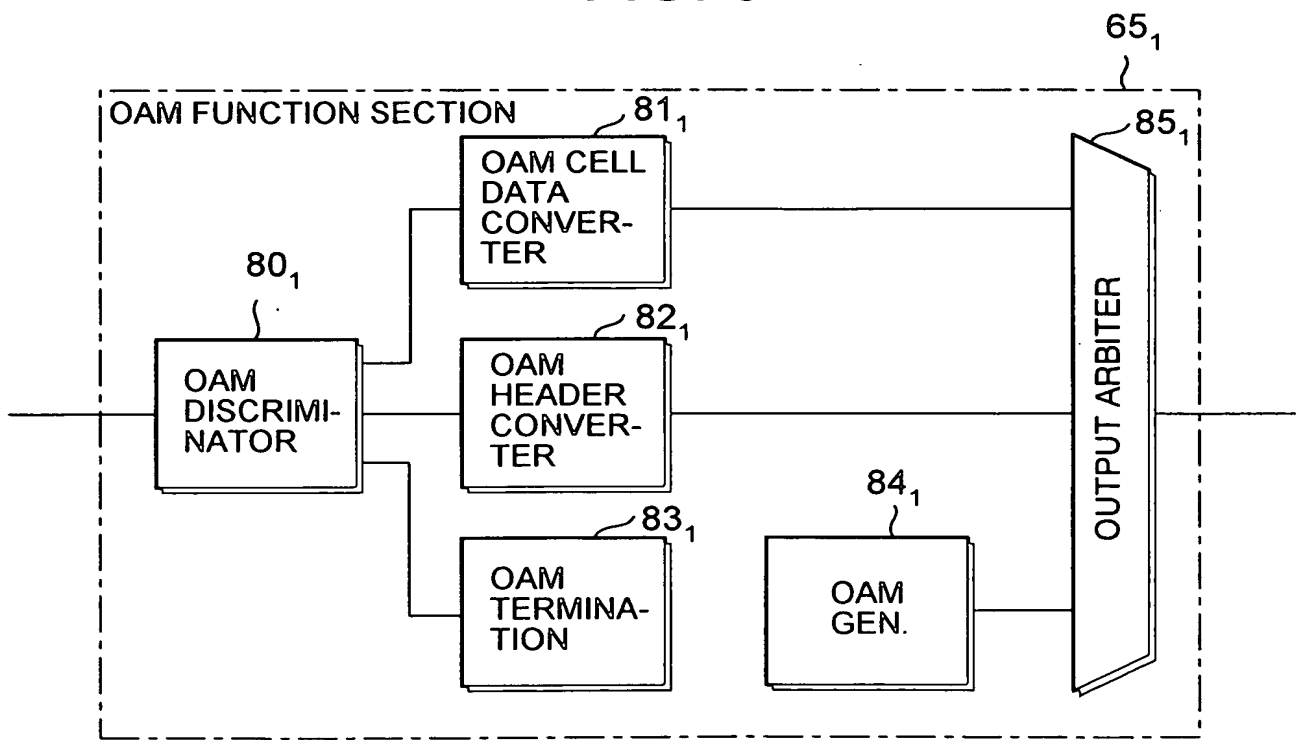 65₁
OAM FUNCTION SECTION
81₁
85₁
OAM CELL
DATA
CONVER-
TER
80₁
OAM
DISCRIMI-
NATOR
82₁
OAM
HEADER
CONVER-
TER
OUTPUT ARBITER
83₁
OAM
TERMINA-
TION
84₁
OAM
GEN.